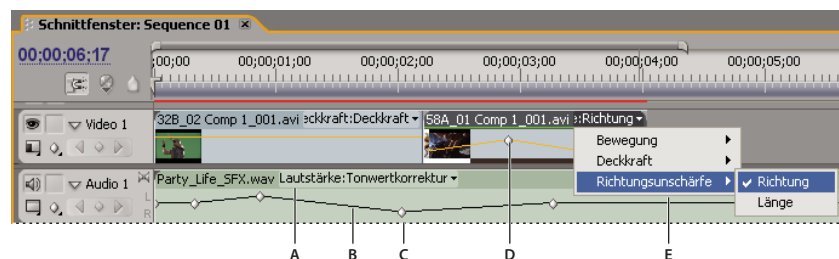 Schnittfenster: Sequence 01
00;00;06;17
;00;00 00;00;01;00 00;00;02;00 00;00;03;00 00;00;04;00 00;00;05;00
Video 1
32B_02 Comp 1_001.avi eckkraft:Deckkraft
58A_01 Comp 1_001.avi e:Richtung
Bewegung
Deckkraft
Richtungsunschärfe
Richtung
Länge
Audio 1
Party_Life_SFX.wav Lautstärke:Tonwertkorrektur
L
R
A B C D E